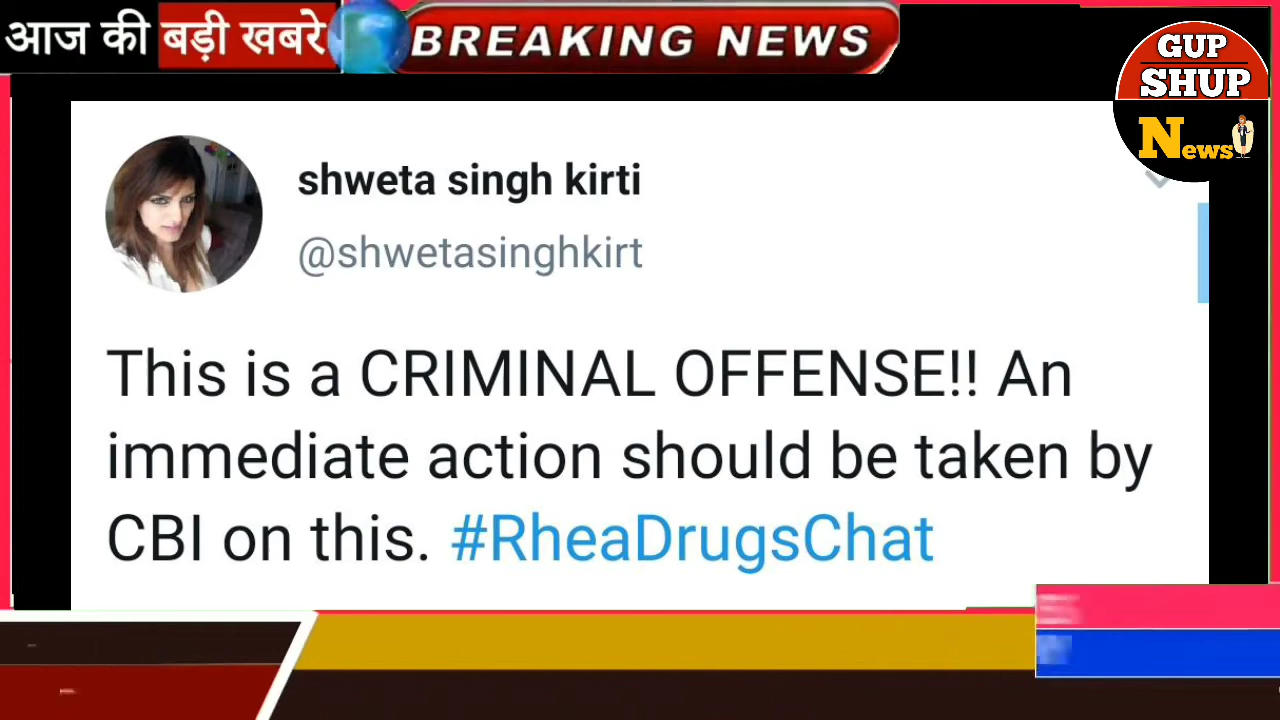 आज की बड़ी खबरे
BREAKING NEWS
GUP
SHUP
News
shweta singh kirti
@shwetasinghkirt
This is a CRIMINAL OFFENSE!! An
immediate action should be taken by
CBI on this. #RheaDrugsChat